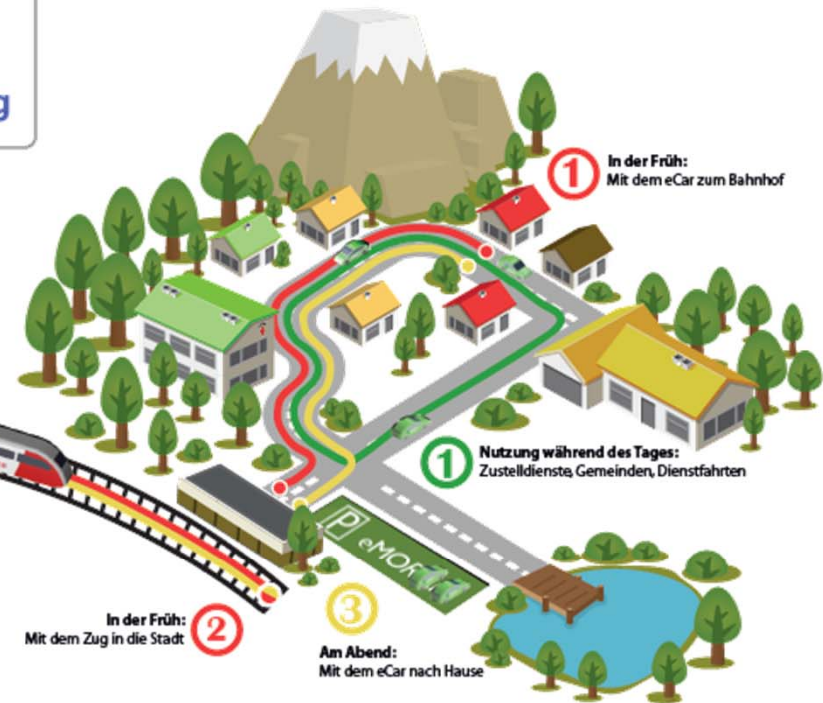 g
1
In der Früh:
Mit dem eCar zum Bahnhof
1
Nutzung während des Tages:
Zustelldienste, Gemeinden, Dienstfahrten
P
In der Früh:
Mit dem Zug in die Stadt
2
3
Am Abend:
Mit dem eCar nach Hause